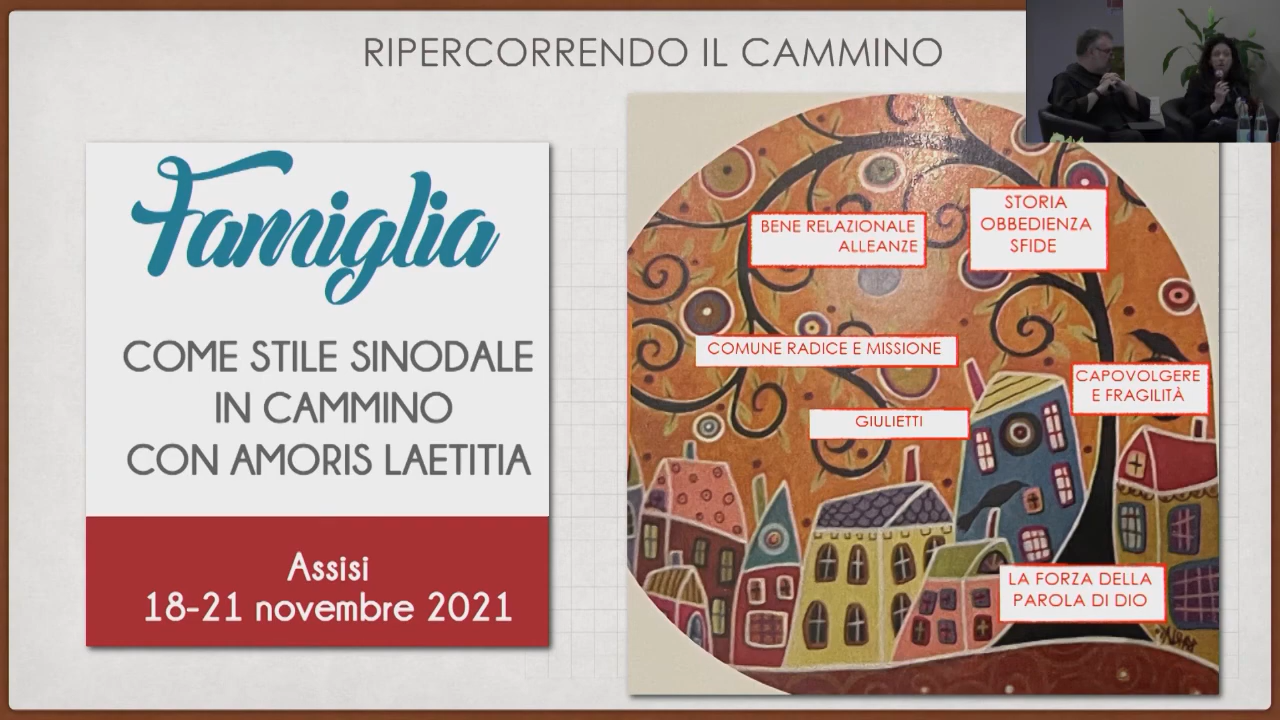 RIPERCORRENDO IL CAMMINO
Famiglia
COME STILE SINODALE
IN CAMMINO
CON AMORIS LAETITIA
Assisi
18-21 novembre 2021
BENE RELAZIONALE
ALLEANZE
STORIA
OBBEDIENZA
SFIDE
COMUNE RADICE E MISSIONE
CAPOVOLGERE
E FRAGILITÀ
GIULIETTI
LA FORZA DELLA
PAROLA DI DIO